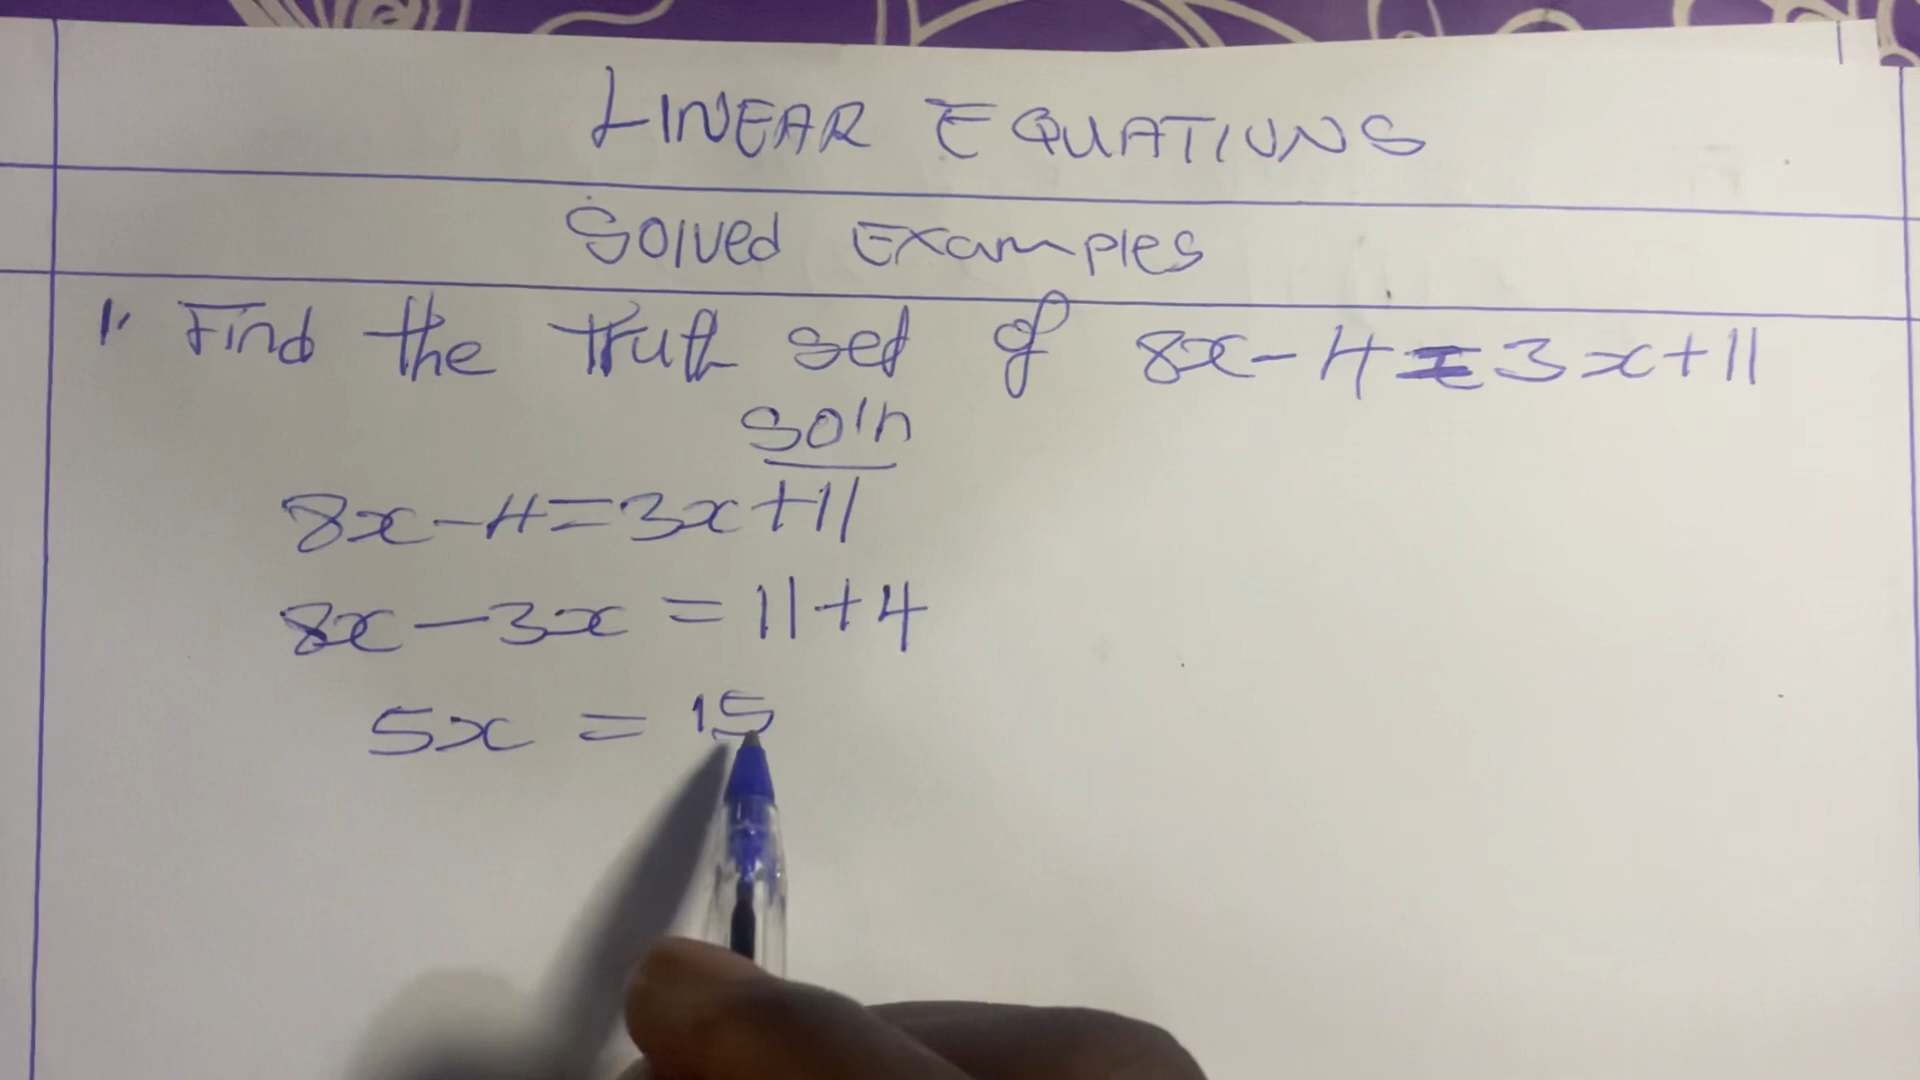 LINEAR EQUATIONS
Solved Examples
1. Find the truth set of 8x-4=3x+11
soln
8x-4=3x+11
8x-3x=11+4
5x=15